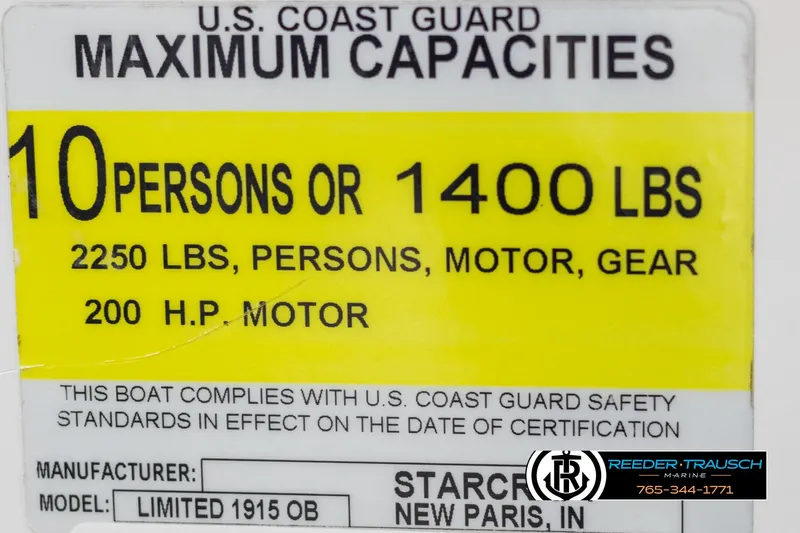 U.S. COAST GUARD
MAXIMUM CAPACITIES
10 PERSONS OR 1400 LBS
2250 LBS, PERSONS, MOTOR, GEAR
200 H.P. MOTOR
THIS BOAT COMPLIES WITH U.S. COAST GUARD SAFETY
STANDARDS IN EFFECT ON THE DATE OF CERTIFICATION
MANUFACTURER:
STARCR
NEW PARIS, IN
MODEL: LIMITED 1915 OB
REEDER·TRAUSCH
MARINE
765-344-1771